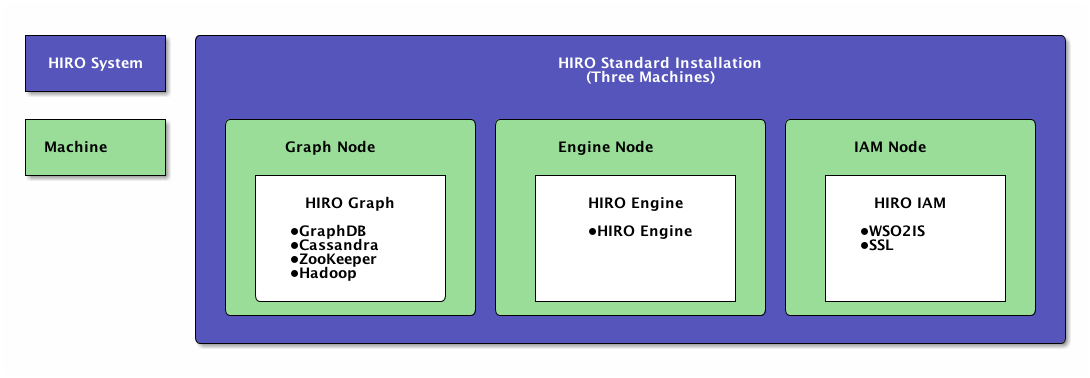 HIRO System
Machine
HIRO Standard Installation
(Three Machines)
Graph Node
HIRO Graph
●GraphDB
●Cassandra
●ZooKeeper
●Hadoop
Engine Node
HIRO Engine
●HIRO Engine
IAM Node
HIRO IAM
●WSO2IS
●SSL